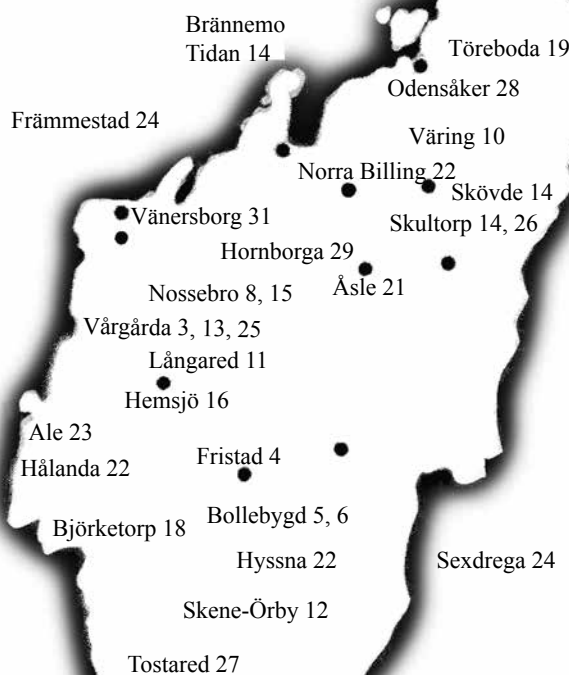 Brännemo
Tidan 14
Töreboda 19
Odensåker 28
Främmestad 24
Väring 10
Norra Billing 22
Skövde 14
Vänersborg 31
Skultorp 14, 26
Hornborga 29
Åsle 21
Nossebro 8, 15
Vårgårda 3, 13, 25
Långared 11
Hemsjö 16
Ale 23
Fristad 4
Hålanda 22
Bollebygd 5, 6
Björketorp 18
Hyssna 22
Sexdrega 24
Skene-Örby 12
Tostared 27